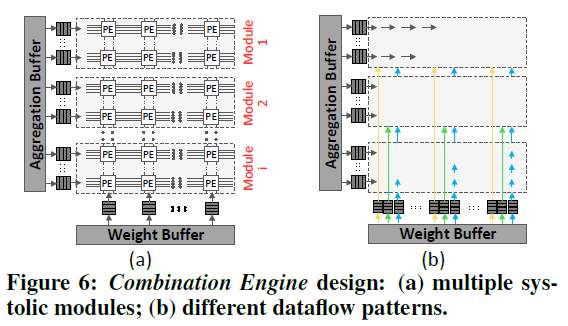 Aggregation Buffer
PE PE PE
PE PE PE
Module 1
PE PE PE
PE PE PE
Module 2
PE PE PE
PE PE PE
Module i
Weight Buffer
(a)
Aggregation Buffer
Weight Buffer
(b)
Figure 6: Combination Engine design: (a) multiple sys-
tolic modules; (b) different dataflow patterns.